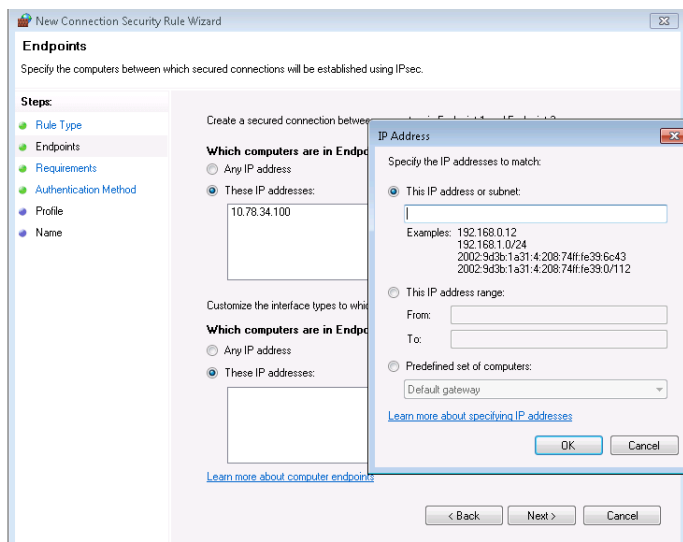 New Connection Security Rule Wizard
Endpoints
Specify the computers between which secured connections will be established using IPsec.
Steps:
Rule Type
Endpoints
Requirements
Authentication Method
Profile
Name
Create a secured connection between
Which computers are in Endpo
Any IP address
These IP addresses:
10.78.34.100
Customize the interface types to whic
Which computers are in Endpo
Any IP address
These IP addresses:
Learn more about computer endpoints
< Back
Next >
Cancel
IP Address
Specify the IP addresses to match:
This IP address or subnet:
Examples: 192.168.0.12
192.168.1.0/24
2002:9d3b:1a31:4:208:74ff:fe39:6c43
2002:9d3b:1a31:4:208:74ff:fe39:0/112
This IP address range:
From:
To:
Predefined set of computers:
Default gateway
Learn more about specifying IP addresses
OK
Cancel